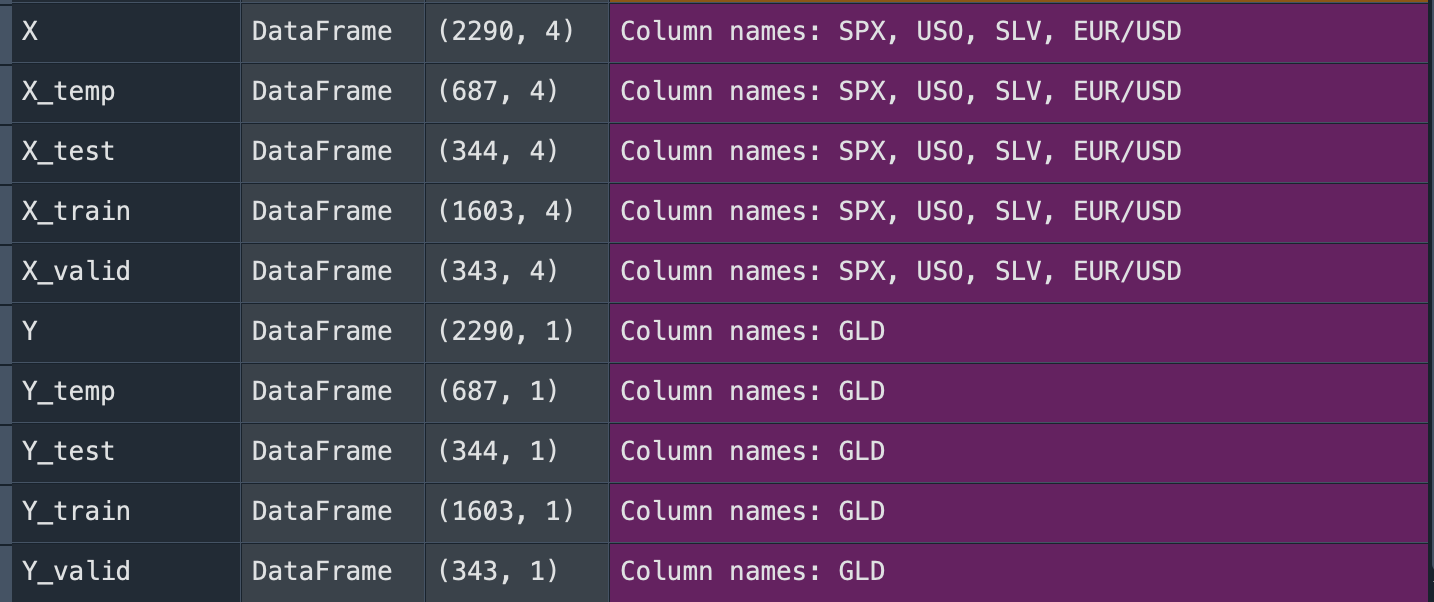 X DataFrame (2290, 4) Column names: SPX, USO, SLV, EUR/USD
X_temp DataFrame (687, 4) Column names: SPX, USO, SLV, EUR/USD
X_test DataFrame (344, 4) Column names: SPX, USO, SLV, EUR/USD
X_train DataFrame (1603, 4) Column names: SPX, USO, SLV, EUR/USD
X_valid DataFrame (343, 4) Column names: SPX, USO, SLV, EUR/USD
Y DataFrame (2290, 1) Column names: GLD
Y_temp DataFrame (687, 1) Column names: GLD
Y_test DataFrame (344, 1) Column names: GLD
Y_train DataFrame (1603, 1) Column names: GLD
Y_valid DataFrame (343, 1) Column names: GLD